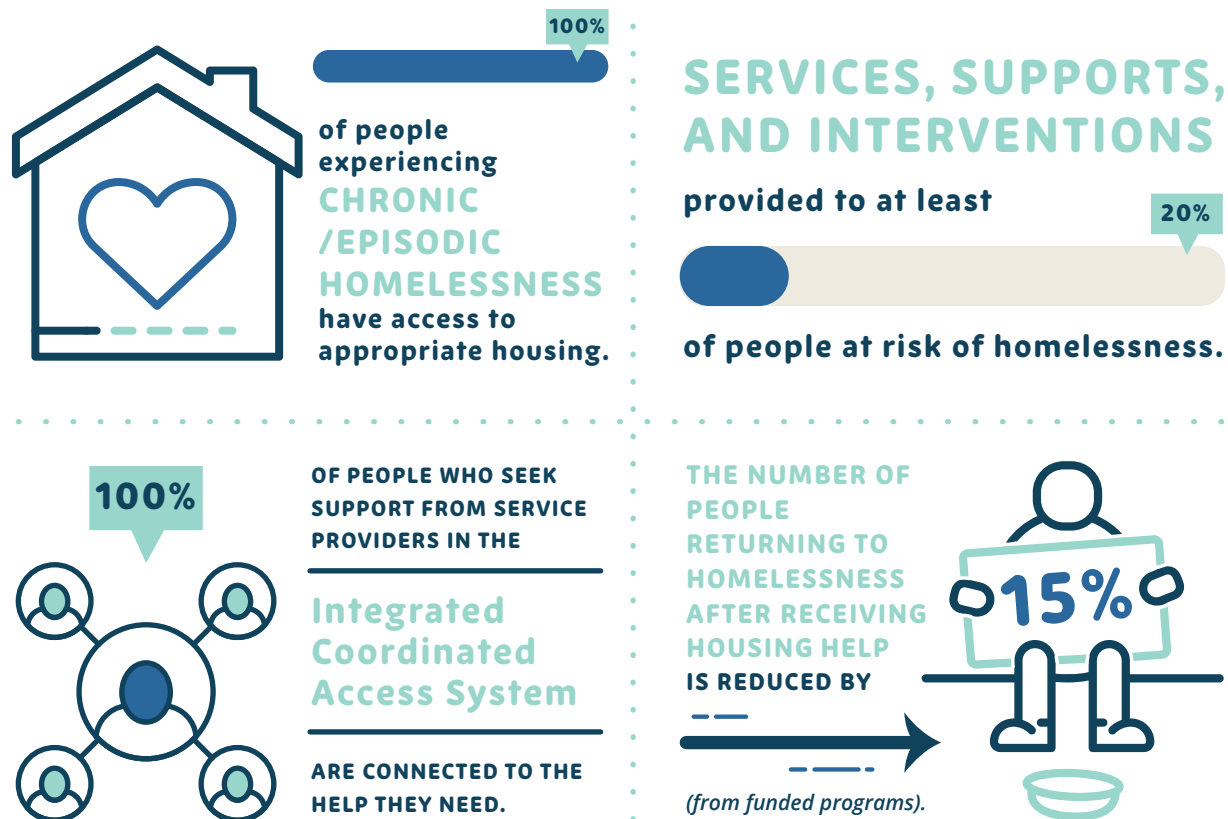 100%
of people
experiencing
CHRONIC
/EPISODIC
HOMELESSNESS
have access to
appropriate housing.
SERVICES, SUPPORTS,
AND INTERVENTIONS
provided to at least
20%
of people at risk of homelessness.
100%
OF PEOPLE WHO SEEK
SUPPORT FROM SERVICE
PROVIDERS IN THE
Integrated
Coordinated
Access System
ARE CONNECTED TO THE
HELP THEY NEED.
THE NUMBER OF
PEOPLE
RETURNING TO
HOMELESSNESS
AFTER RECEIVING
HOUSING HELP
IS REDUCED BY
15%
(from funded programs).